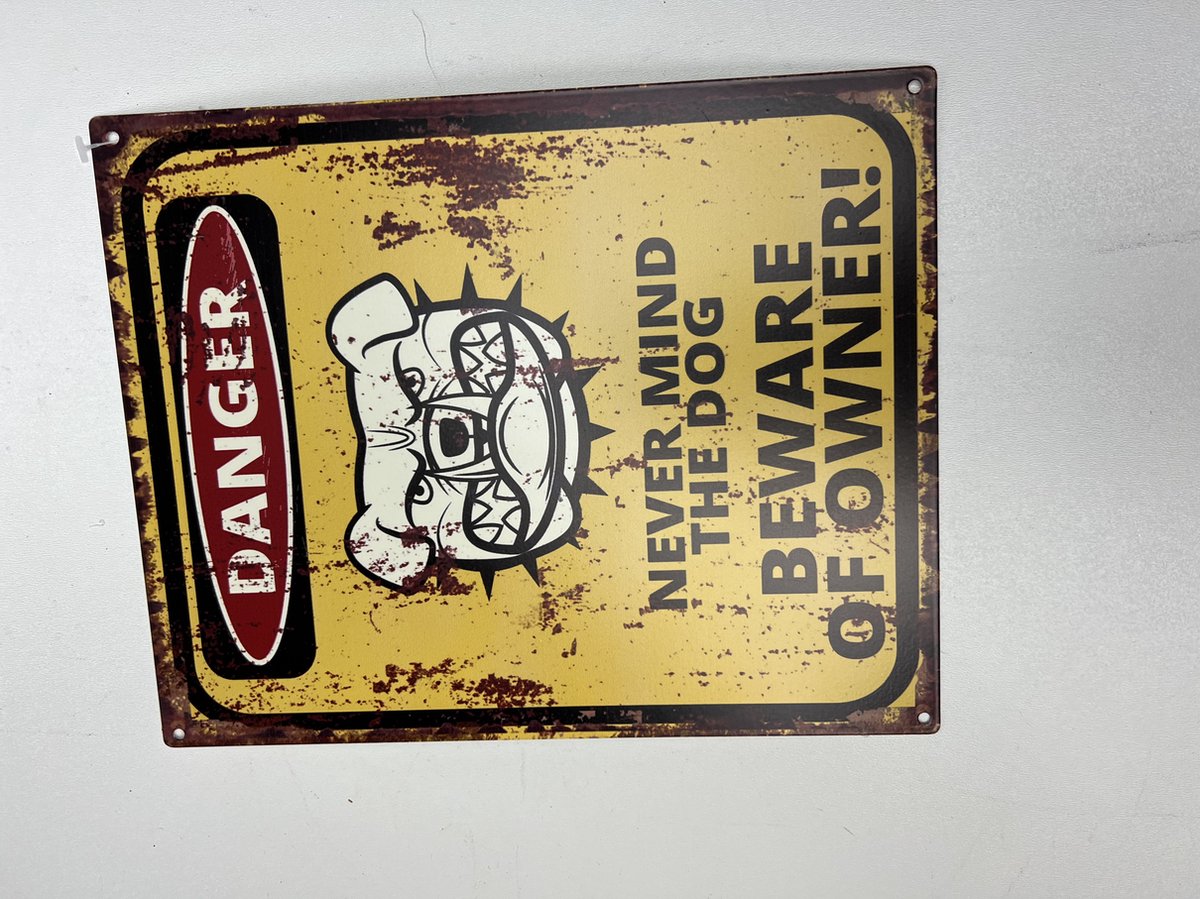 DANGER
NEVER MIND
THE DOG
BEWARE
OF OWNER!